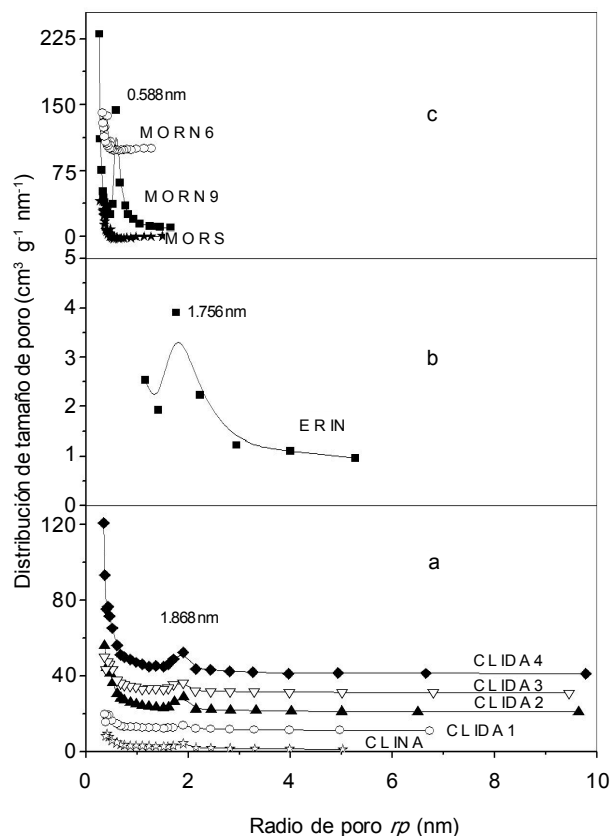 225
150
75
0
0.588 nm
MORN6
MORN9
MORS
c
5
4
3
2
1
0
1.756 nm
ERIN
b
120
80
40
0
a
1.868 nm
CLIDA4
CLIDA3
CLIDA2
CLIDA1
CLINA
0 2 4 6 8 10
Radio de poro rp (nm)
Distribución de tamaño de poro (cm³ g⁻¹ nm⁻¹)